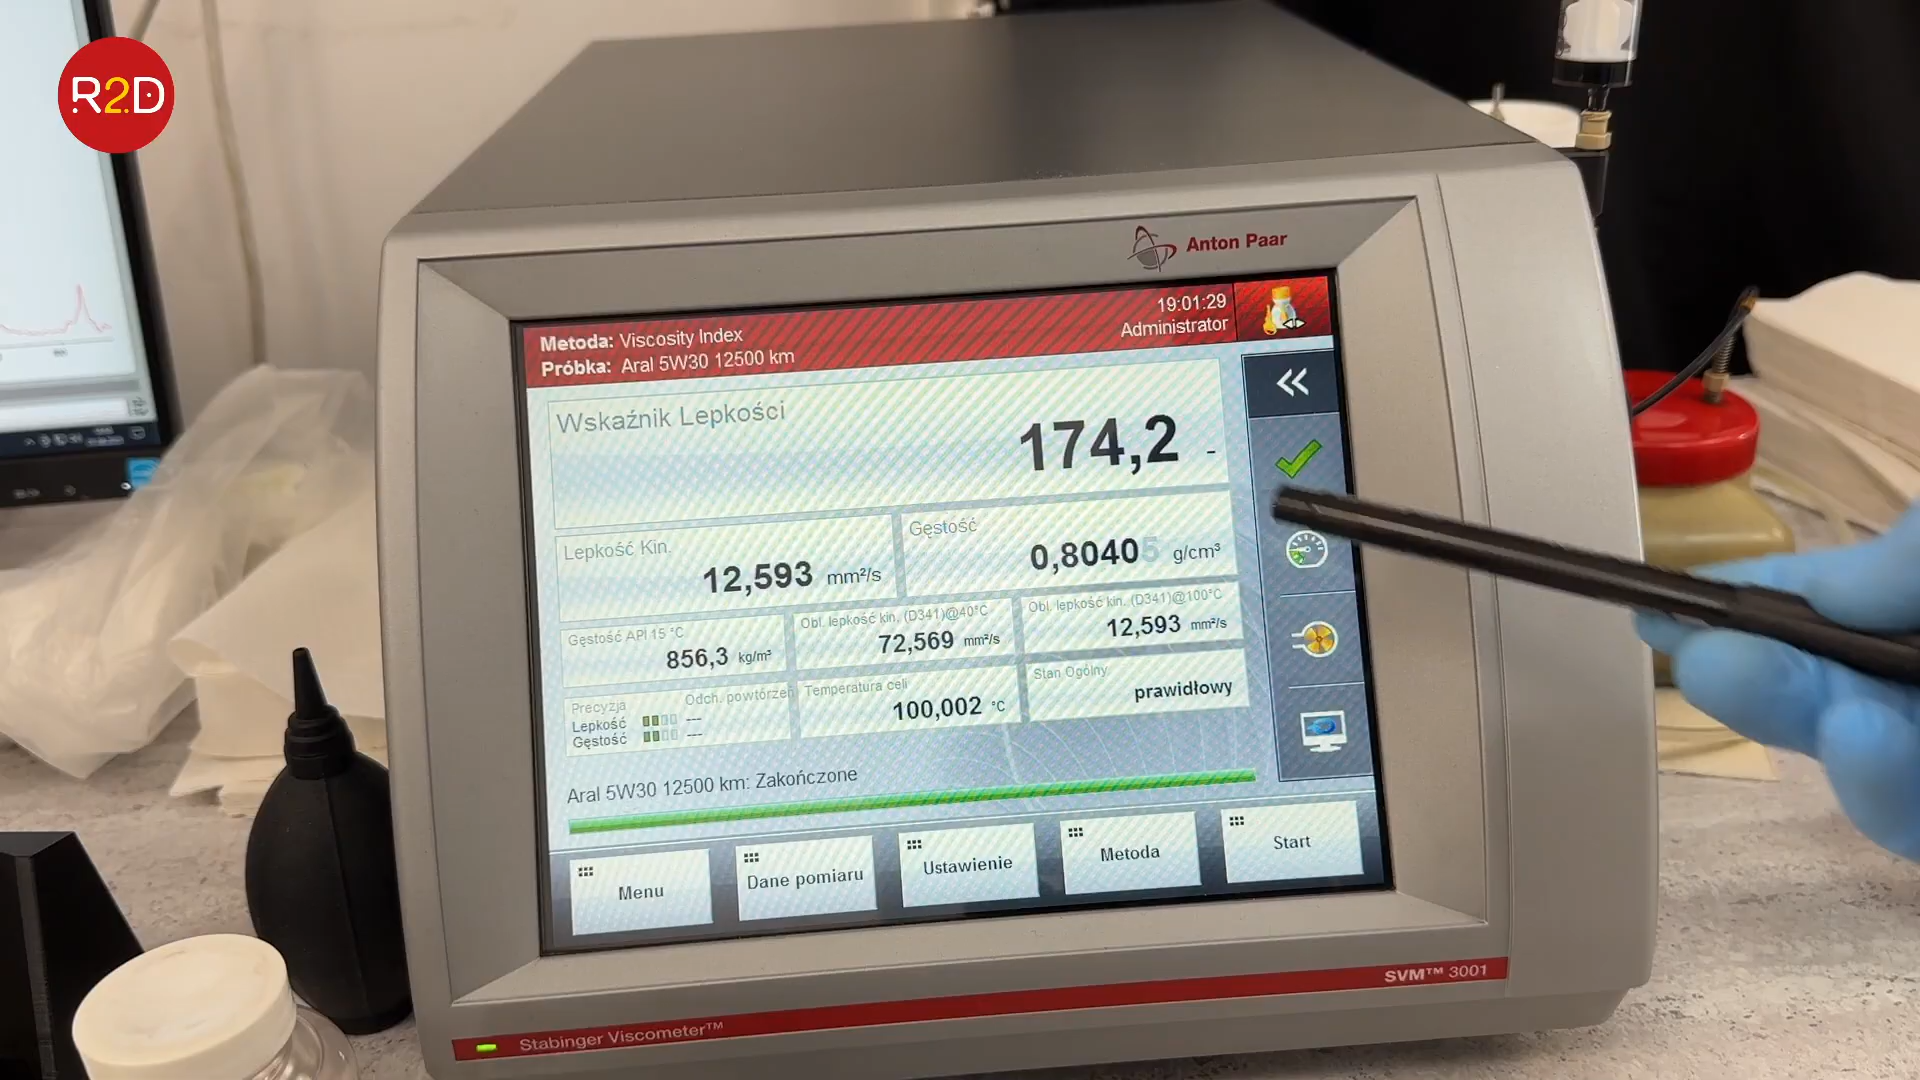 R2D
Anton Paar
Metoda: Viscosity Index
19:01:29
Próbka: Aral 5W30 12500 km
Administrator
Wskaźnik Lepkości
174,2 -
Lepkość Kin.
12,593 mm²/s
Gęstość
0,80405 g/cm³
Gęstość API 15 °C
856,3 kg/m³
Obl. lepkość kin. (D341)@40°C
72,569 mm²/s
Obl. lepkość kin. (D341)@100°C
12,593 mm²/s
Precyzja
Odch. powtórzeń
Lepkość ---
Gęstość ---
Temperatura celi
100,002 °C
Stan Ogólny
prawidłowy
Aral 5W30 12500 km: Zakończone
Menu
Dane pomiaru
Ustawienie
Metoda
Start
SVM™ 3001
Stabinger Viscometer™